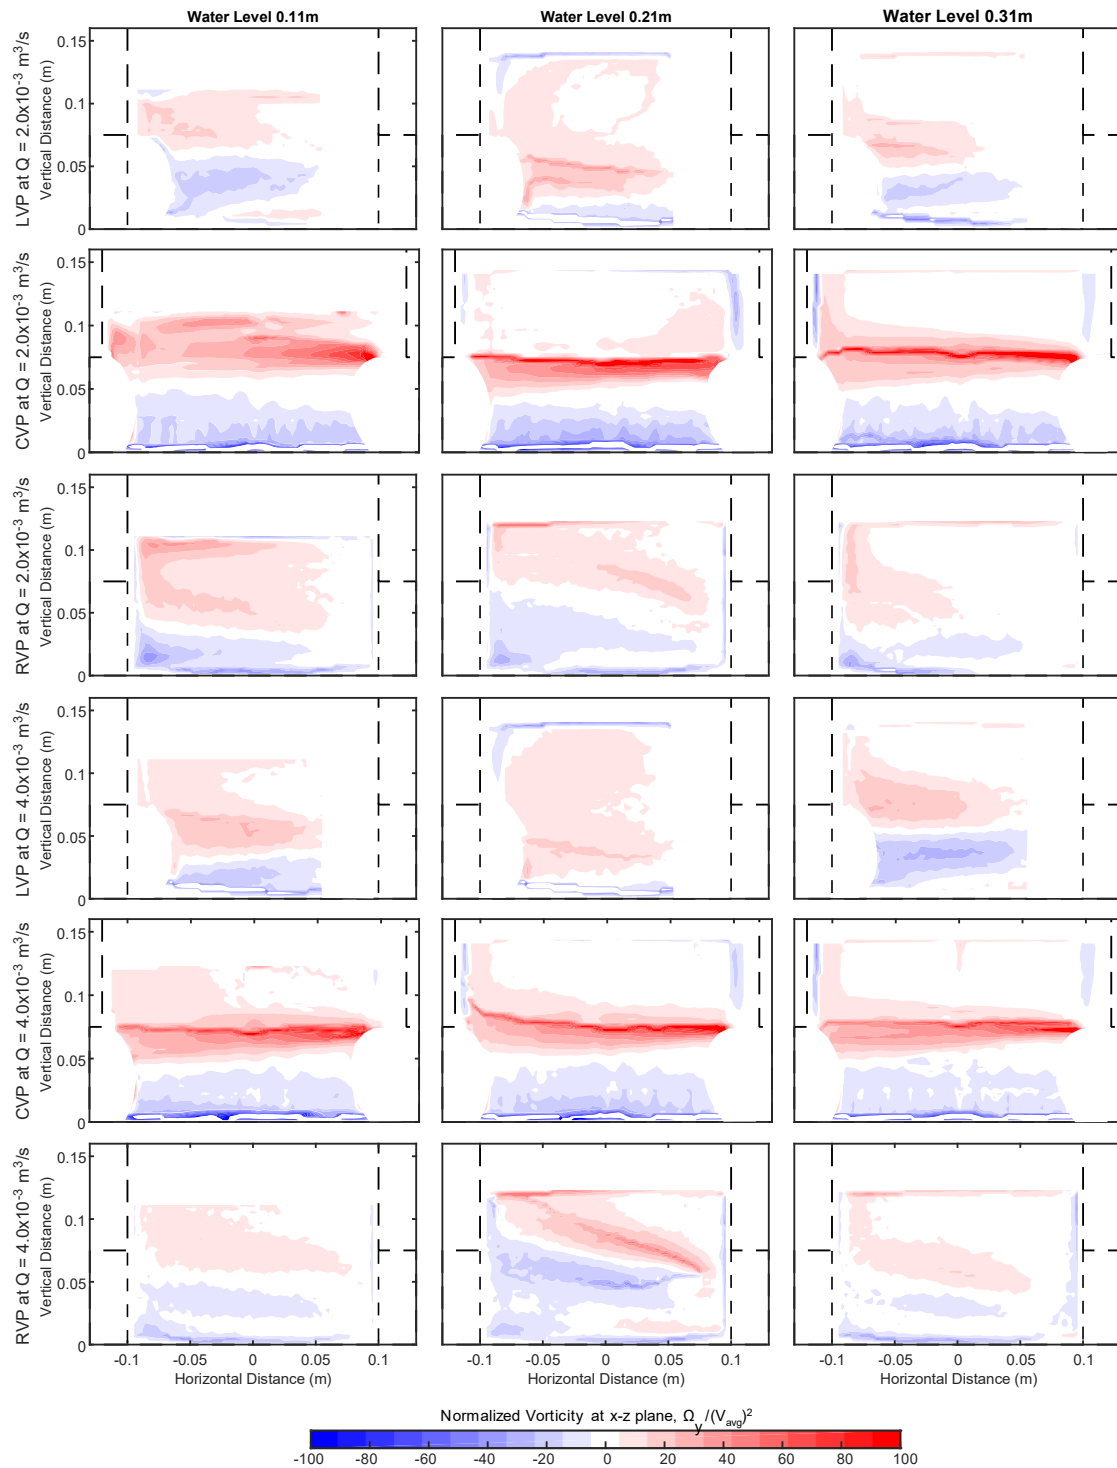 Water Level 0.11m Water Level 0.21m Water Level 0.31m
LVP at Q = 2.0x10⁻³ m³/s
Vertical Distance (m)
0.15
0.1
0.05
0
CVP at Q = 2.0x10⁻³ m³/s
Vertical Distance (m)
0.15
0.1
0.05
0
RVP at Q = 2.0x10⁻³ m³/s
Vertical Distance (m)
0.15
0.1
0.05
0
LVP at Q = 4.0x10⁻³ m³/s
Vertical Distance (m)
0.15
0.1
0.05
0
CVP at Q = 4.0x10⁻³ m³/s
Vertical Distance (m)
0.15
0.1
0.05
0
RVP at Q = 4.0x10⁻³ m³/s
Vertical Distance (m)
0.15
0.1
0.05
0
-0.1 -0.05 0 0.05 0.1 -0.1 -0.05 0 0.05 0.1 -0.1 -0.05 0 0.05 0.1
Horizontal Distance (m) Horizontal Distance (m) Horizontal Distance (m)
Normalized Vorticity at x-z plane, Ω_y/(V_avg)²
-100 -80 -60 -40 -20 0 20 40 60 80 100